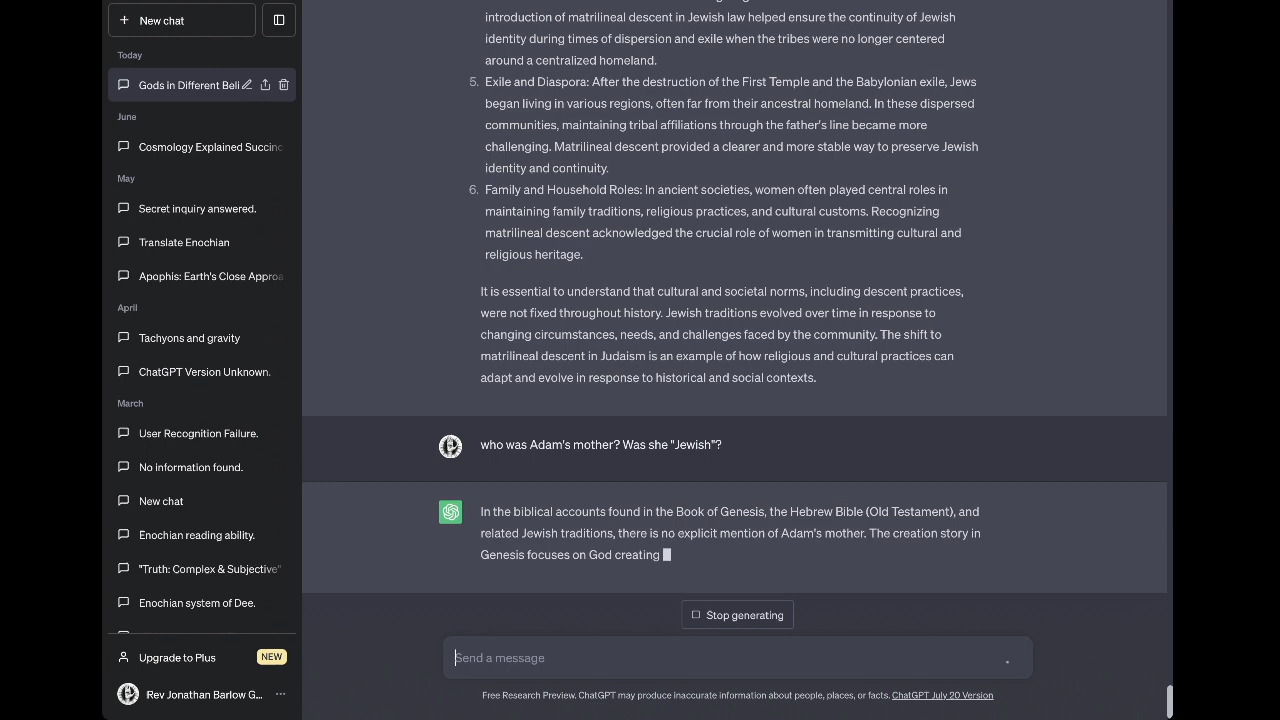 New chat
Today
Gods in Different Beli
June
Cosmology Explained Succinc
May
Secret inquiry answered.
Translate Enochian
Apophis: Earth's Close Approa
April
Tachyons and gravity
ChatGPT Version Unknown.
March
User Recognition Failure.
No information found.
New chat
Enochian reading ability.
"Truth: Complex & Subjective"
Enochian system of Dee.
Upgrade to Plus NEW
Rev Jonathan Barlow G...
introduction of matrilineal descent in Jewish law helped ensure the continuity of Jewish
identity during times of dispersion and exile when the tribes were no longer centered
around a centralized homeland.
5. Exile and Diaspora: After the destruction of the First Temple and the Babylonian exile, Jews
began living in various regions, often far from their ancestral homeland. In these dispersed
communities, maintaining tribal affiliations through the father's line became more
challenging. Matrilineal descent provided a clearer and more stable way to preserve Jewish
identity and continuity.
6. Family and Household Roles: In ancient societies, women often played central roles in
maintaining family traditions, religious practices, and cultural customs. Recognizing
matrilineal descent acknowledged the crucial role of women in transmitting cultural and
religious heritage.
It is essential to understand that cultural and societal norms, including descent practices,
were not fixed throughout history. Jewish traditions evolved over time in response to
changing circumstances, needs, and challenges faced by the community. The shift to
matrilineal descent in Judaism is an example of how religious and cultural practices can
adapt and evolve in response to historical and social contexts.
who was Adam's mother? Was she "Jewish"?
In the biblical accounts found in the Book of Genesis, the Hebrew Bible (Old Testament), and
related Jewish traditions, there is no explicit mention of Adam's mother. The creation story in
Genesis focuses on God creating
Stop generating
Send a message
Free Research Preview. ChatGPT may produce inaccurate information about people, places, or facts. ChatGPT July 20 Version